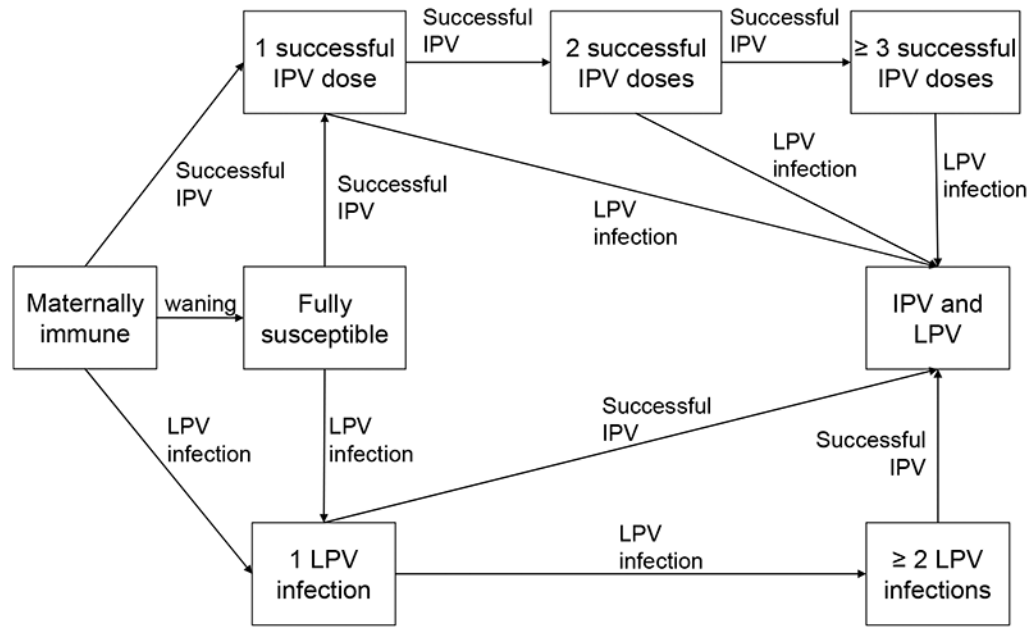 1 successful
IPV dose
Successful
IPV
2 successful
IPV doses
Successful
IPV
≥ 3 successful
IPV doses
Successful
IPV
Successful
IPV
LPV
infection
LPV
infection
LPV
infection
Maternally
immune
waning
Fully
susceptible
IPV and
LPV
LPV
infection
LPV
infection
Successful
IPV
Successful
IPV
1 LPV
infection
LPV
infection
≥ 2 LPV
infections